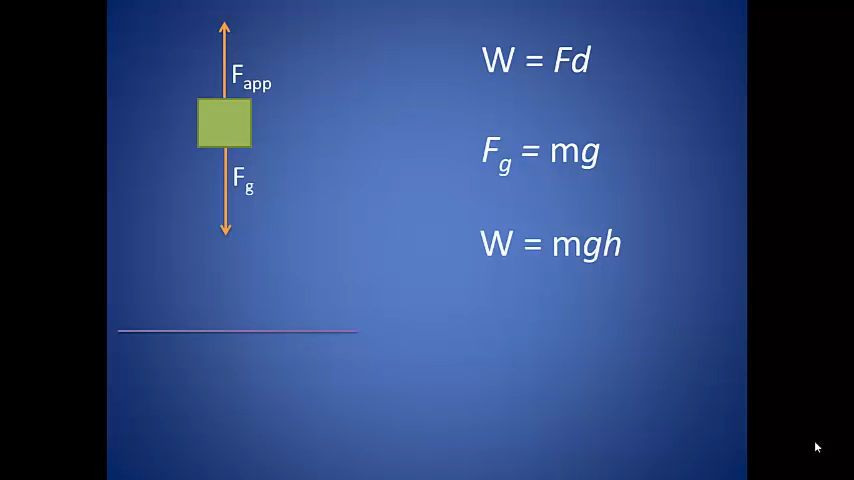 F_app
F_g
W = Fd
F_g = mg
W = mgh